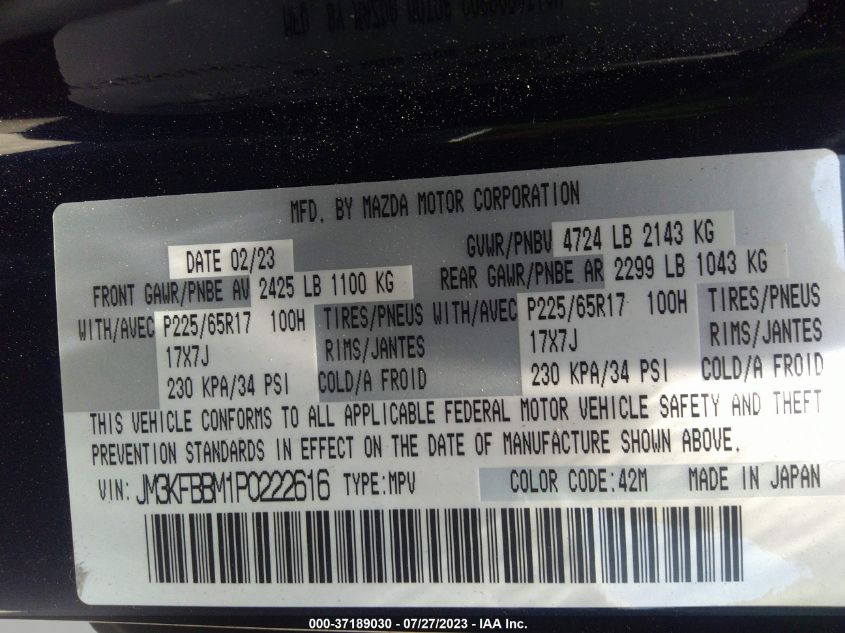 MFD. BY MAZDA MOTOR CORPORATION
DATE 02/23 GVWR/PNBV 4724 LB 2143 KG
FRONT GAWR/PNBE AV 2425 LB 1100 KG REAR GAWR/PNBE AR 2299 LB 1043 KG
WITH/AVEC P225/65R17 100H TIRES/PNEUS WITH/AVEC P225/65R17 100H TIRES/PNEUS
17X7J RIMS/JANTES 17X7J RIMS/JANTES
230 KPA/34 PSI COLD/A FROID 230 KPA/34 PSI COLD/A FROID
THIS VEHICLE CONFORMS TO ALL APPLICABLE FEDERAL MOTOR VEHICLE SAFETY AND THEFT
PREVENTION STANDARDS IN EFFECT ON THE DATE OF MANUFACTURE SHOWN ABOVE.
VIN: JM3KFBBM1P0222616 TYPE:MPV COLOR CODE:42M MADE IN JAPAN
000-37189030 - 07/27/2023 - IAA Inc.